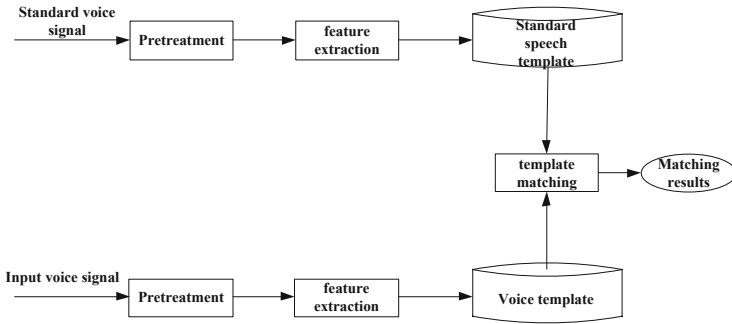 Standard voice
signal
Pretreatment
feature
extraction
Standard
speech
template
template
matching
Matching
results
Input voice signal
Pretreatment
feature
extraction
Voice template